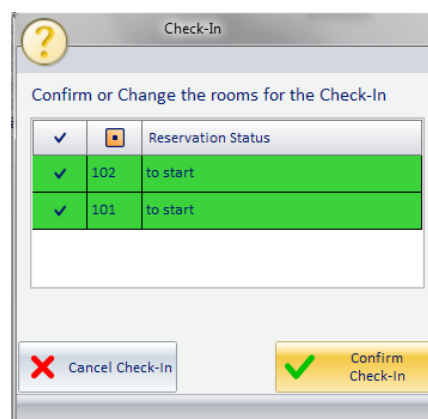 Check-In
Confirm or Change the rooms for the Check-In
Reservation Status
102 to start
101 to start
Cancel Check-In
Confirm
Check-In